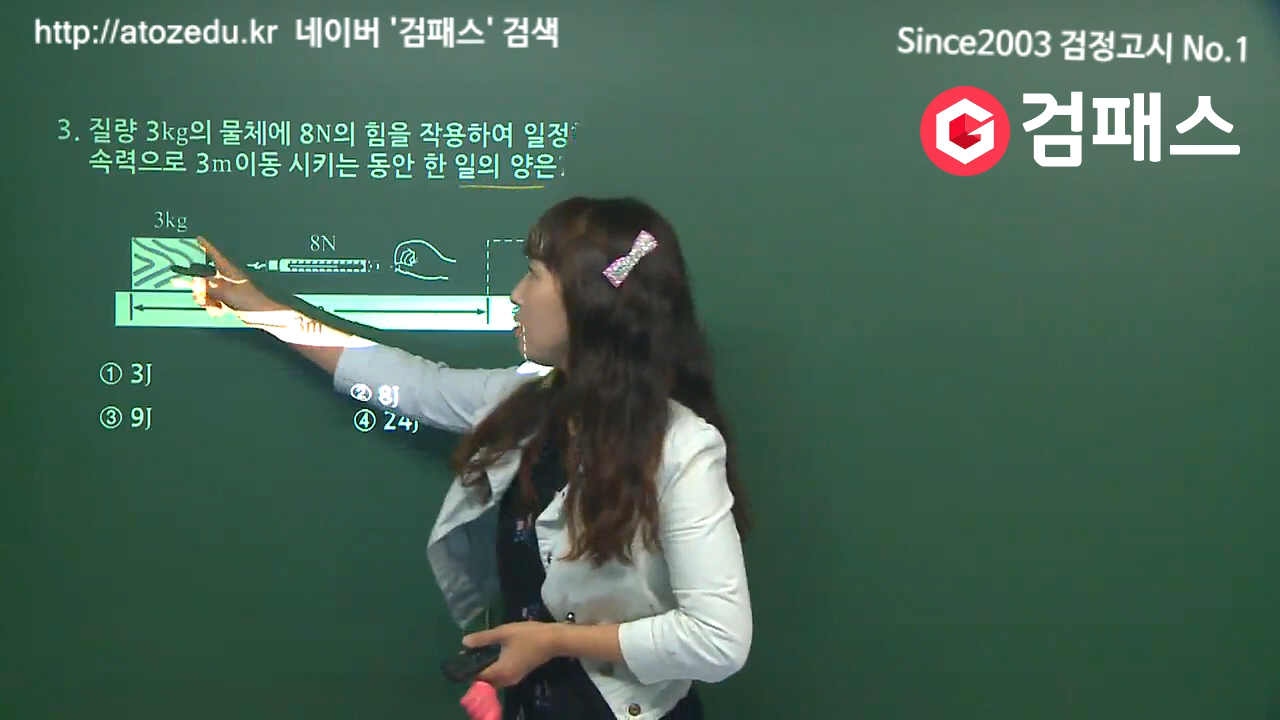 http://atozedu.kr 네이버 '검패스' 검색
Since2003 검정고시 No.1
검패스
3. 질량 3kg의 물체에 8N의 힘을 작용하여 일정
속력으로 3m이동 시키는 동안 한 일의 양은
3kg
8N
3m
① 3J
② 8J
③ 9J
④ 24J